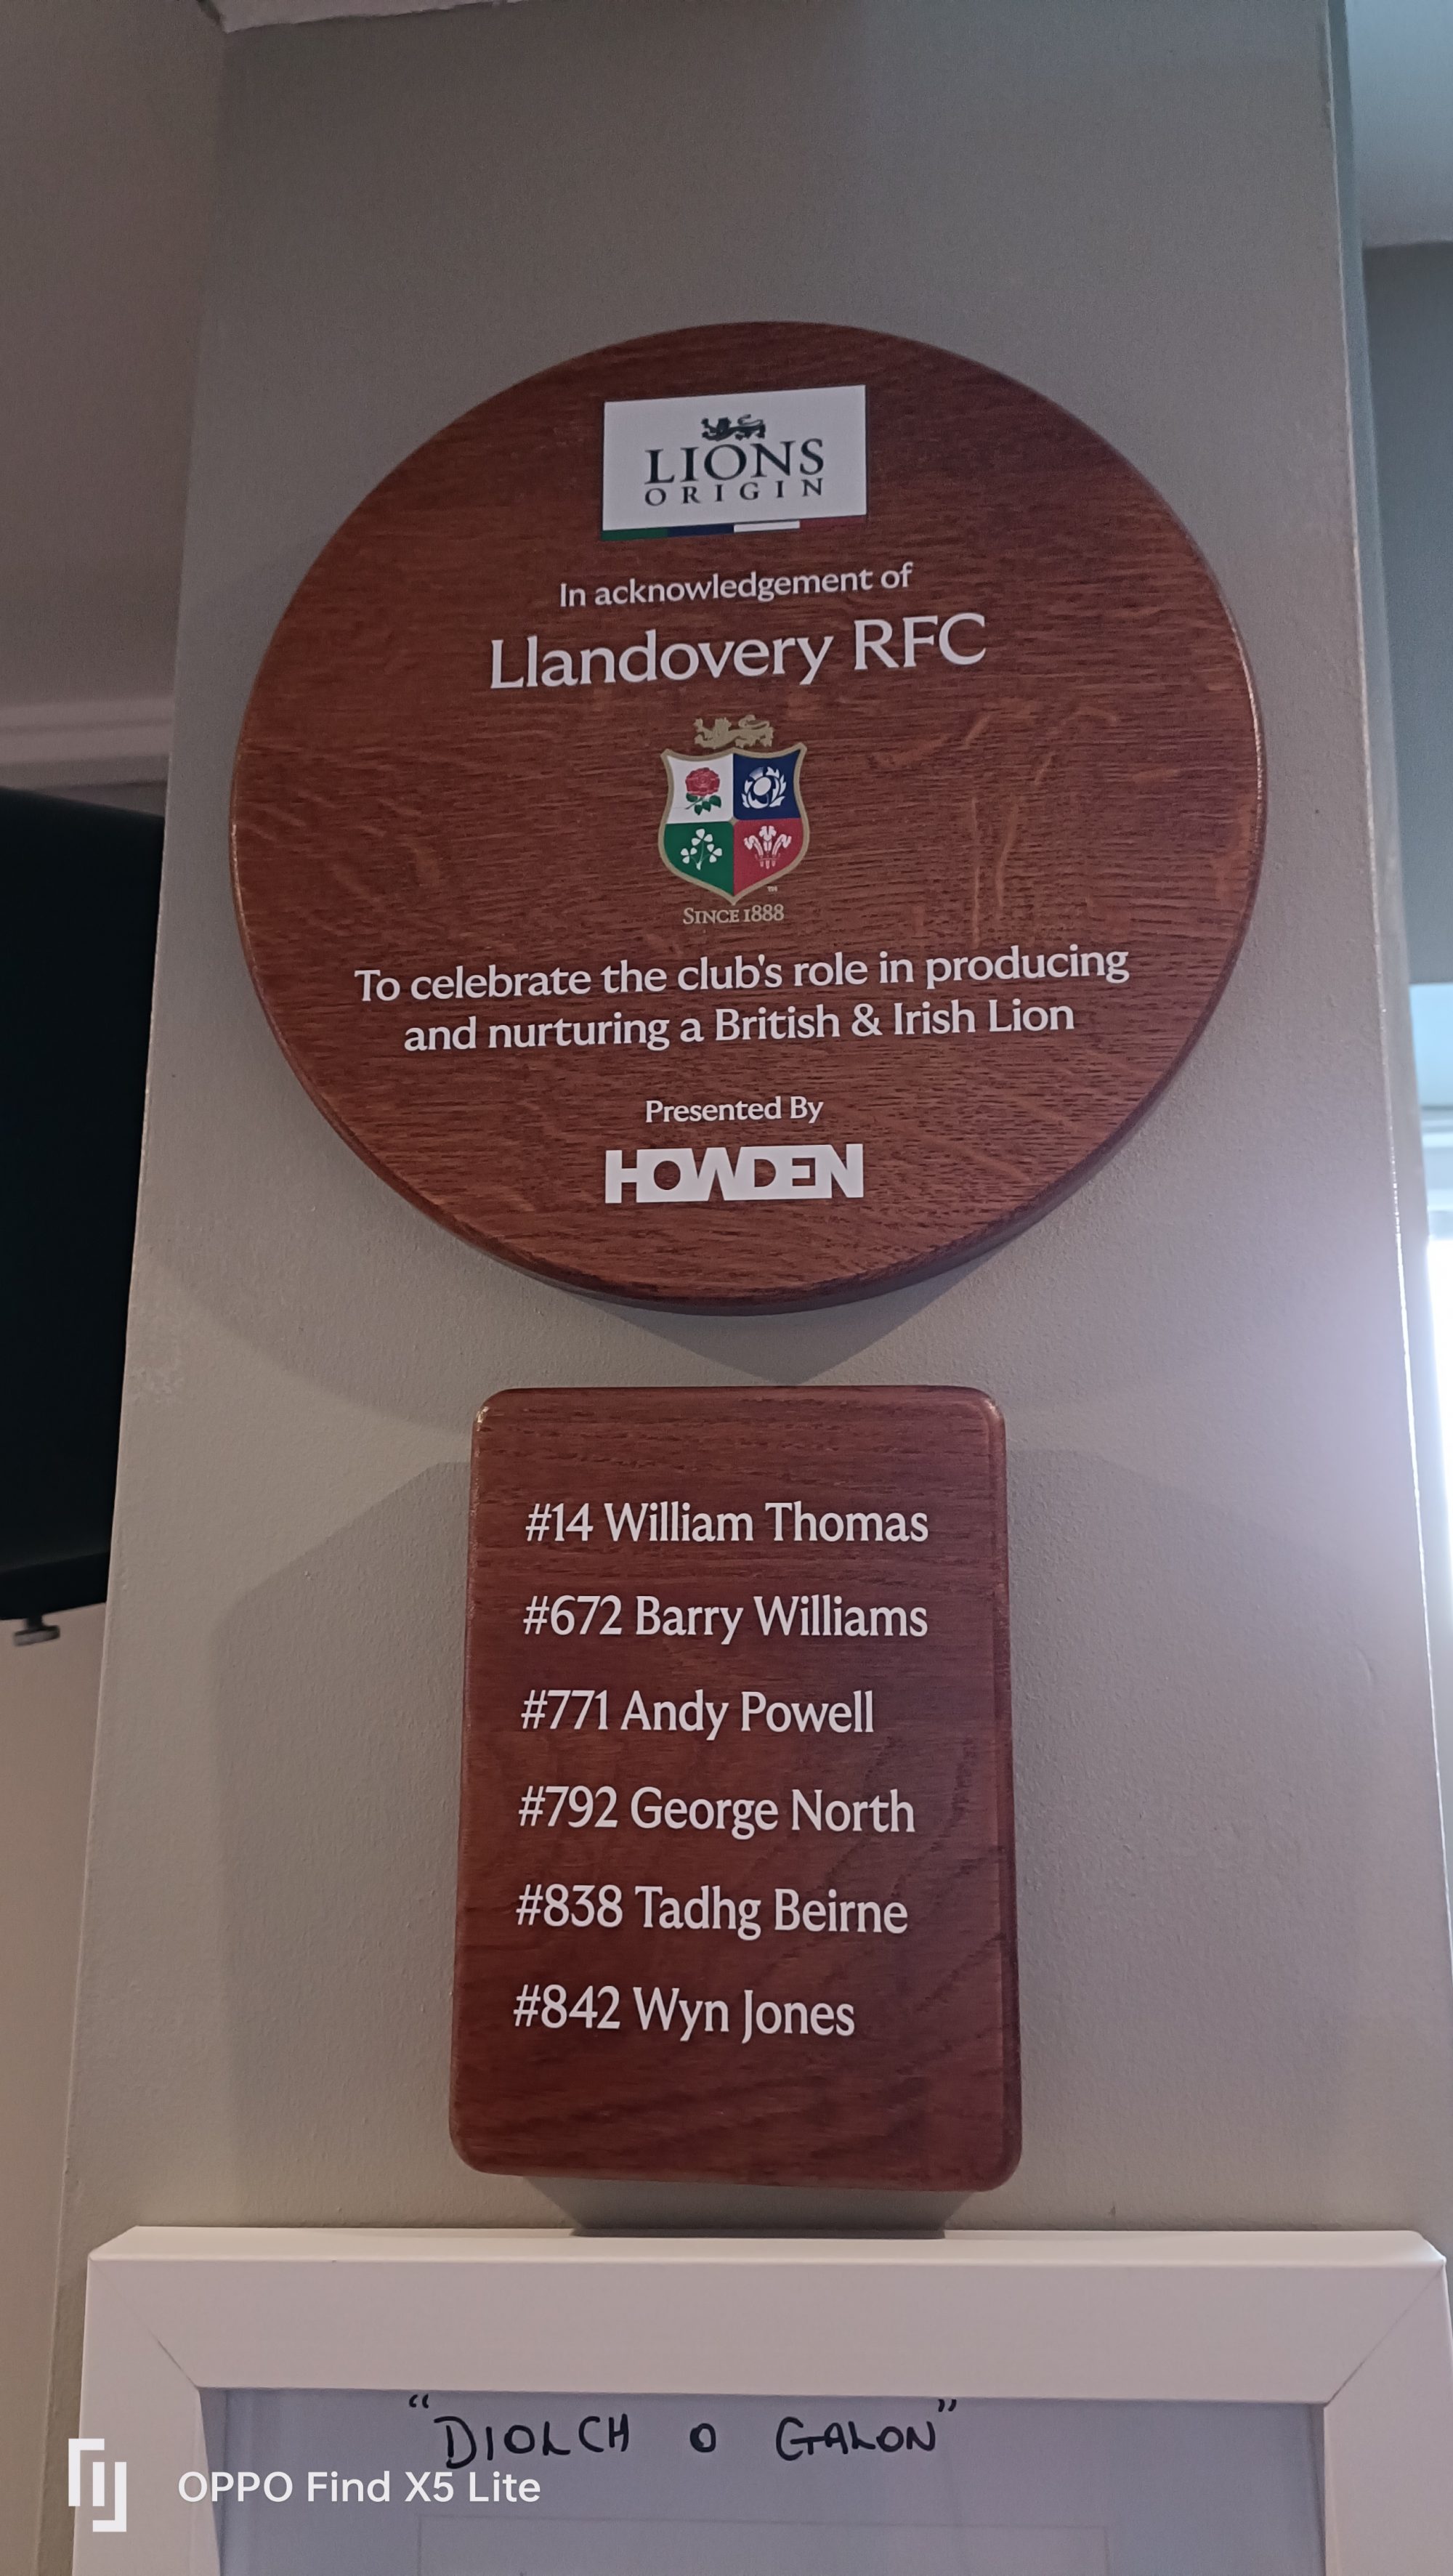 LIONS
ORIGIN
In acknowledgement of
Llandovery RFC
SINCE 1888
To celebrate the club's role in producing
and nurturing a British & Irish Lion
Presented By
HOWDEN
#14 William Thomas
#672 Barry Williams
#771 Andy Powell
#792 George North
#838 Tadhg Beirne
#842 Wyn Jones
"DIOLCH O GALON"
OPPO Find X5 Lite